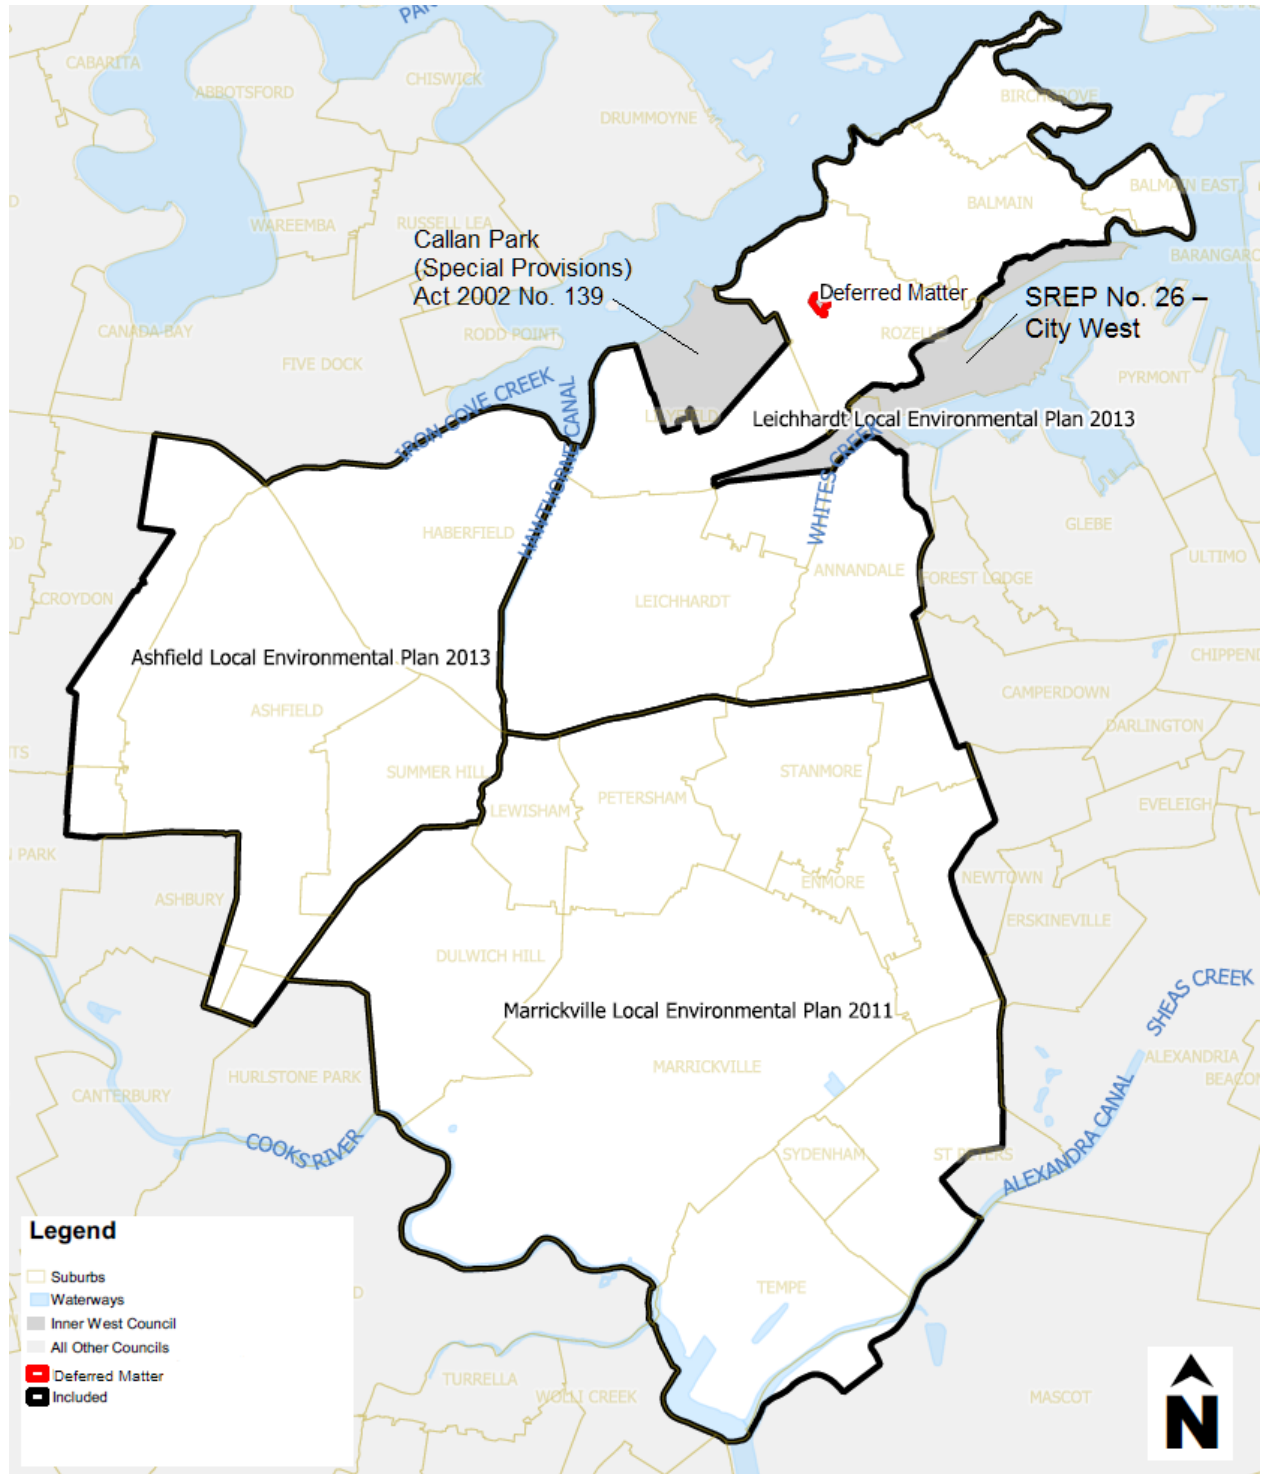 CABARITA
ABBOTSFORD
CHISWICK
DRUMMOYNE
BIRCHGROVE
BALMAIN EAST
BALMAIN
WAREEMBA
RUSSELL LEA
Callan Park
(Special Provisions)
Act 2002 No. 139
Deferred Matter
SREP No. 26 –
City West
CANADA BAY
FIVE DOCK
RODD POINT
ROZELLE
PYRMONT
IRON COVE CREEK
HAWTHORNE CANAL
Leichhardt Local Environmental Plan 2013
WHITES CREEK
HABERFIELD
GLEBE
ULTIMO
ANNANDALE
FOREST LODGE
CROYDON
LEICHHARDT
Ashfield Local Environmental Plan 2013
CHIPPEND
CAMPERDOWN
ASHFIELD
DARLINGTON
SUMMER HILL
STANMORE
LEWISHAM
PETERSHAM
EVELEIGH
N PARK
ASHBURY
ENMORE
NEWTOWN
ERSKINEVILLE
DULWICH HILL
SHEAS CREEK
Marrickville Local Environmental Plan 2011
MARRICKVILLE
ALEXANDRIA
HURLSTONE PARK
BEACON
CANTERBURY
COOKS RIVER
SYDENHAM
ST PETERS
ALEXANDRA CANAL
TEMPE
TURRELLA
WOLLI CREEK
MASCOT
Legend
Suburbs
Waterways
Inner West Council
All Other Councils
Deferred Matter
Included
N